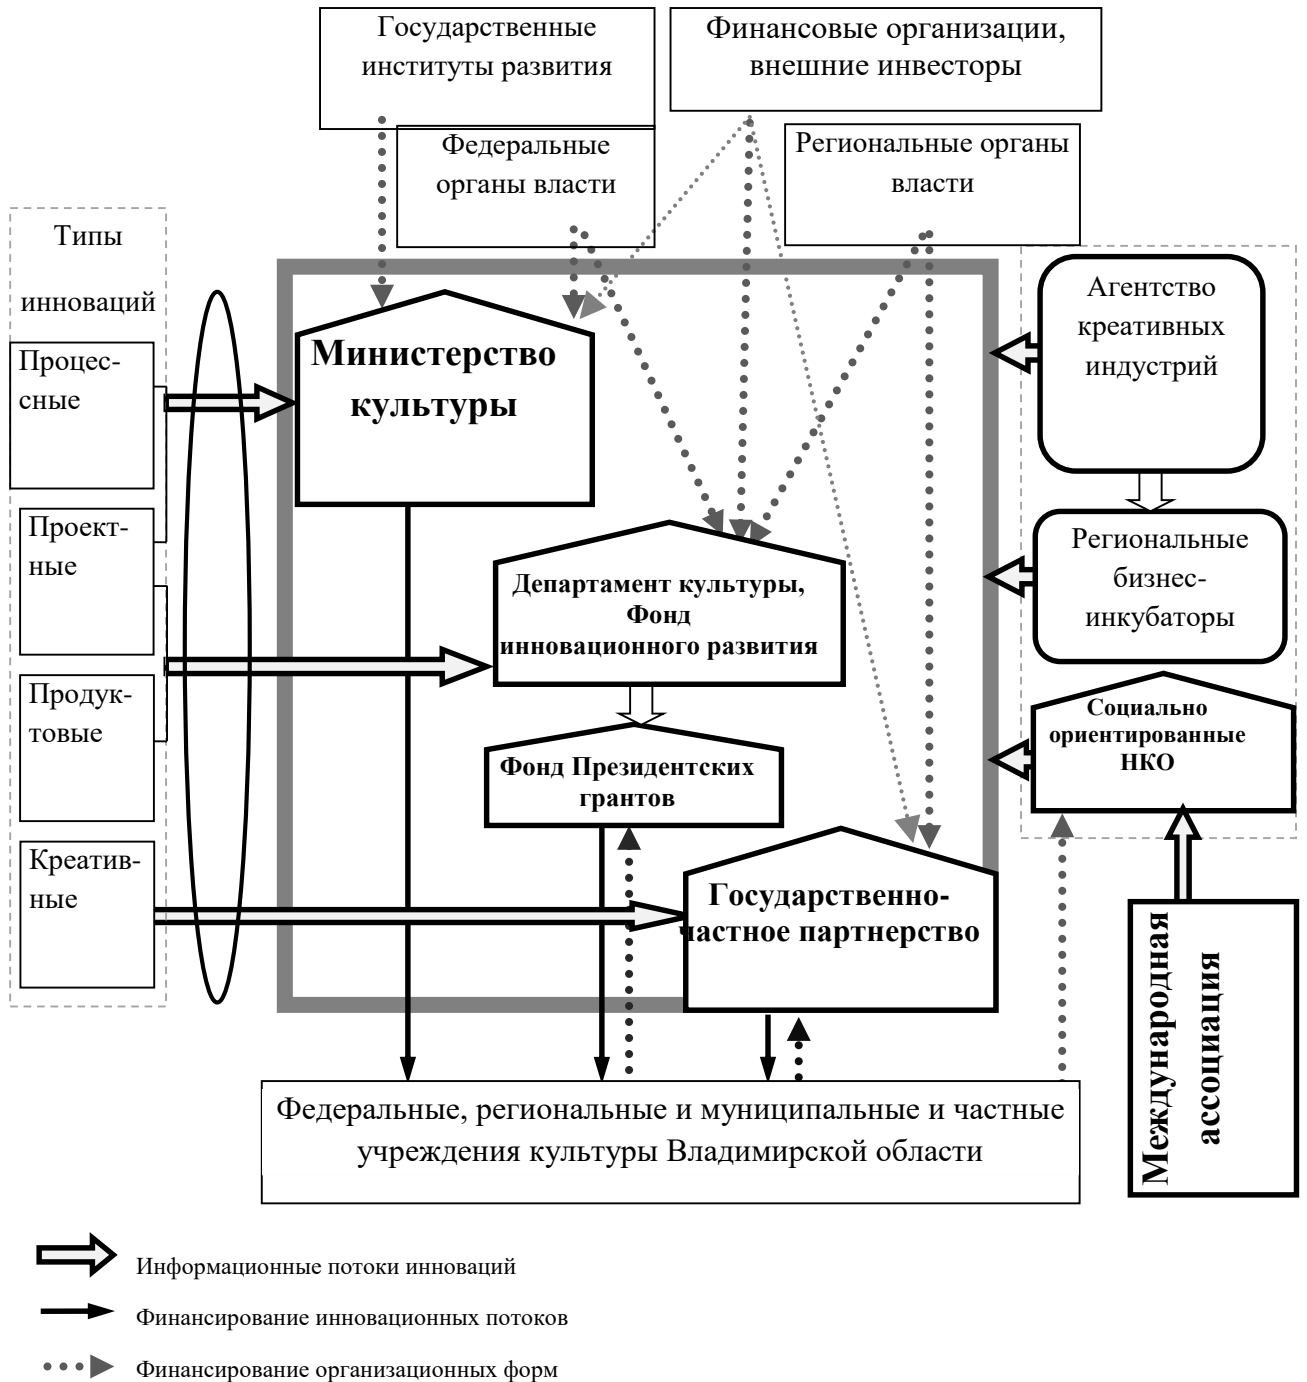 Государственные
институты развития
Финансовые организации,
внешние инвесторы
Федеральные
органы власти
Региональные органы
власти
Типы
инноваций
Процес-
сные
Проект-
ные
Продук-
товые
Креатив-
ные
Министерство
культуры
Департамент культуры,
Фонд
инновационного развития
Фонд Президентских
грантов
Государственно-
частное партнерство
Агентство
креативных
индустрий
Региональные
бизнес-
инкубаторы
Социально
ориентированные
НКО
Международная
ассоциация
Федеральные, региональные и муниципальные и частные
учреждения культуры Владимирской области
Информационные потоки инноваций
Финансирование инновационных потоков
Финансирование организационных форм